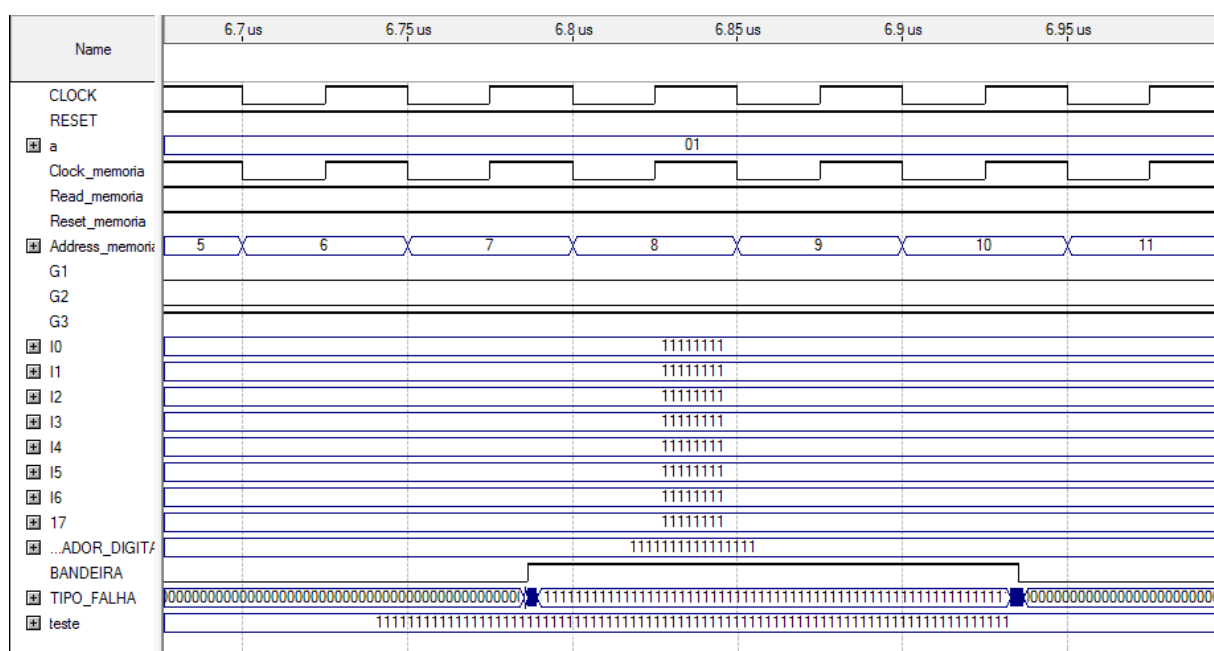 6.7 us 6.75 us 6.8 us 6.85 us 6.9 us 6.95 us
Name
CLOCK
RESET
a 01
Clock_memoria
Read_memoria
Reset_memoria
Address_memoria 5 6 7 8 9 10 11
G1
G2
G3
I0 11111111
I1 11111111
I2 11111111
I3 11111111
I4 11111111
I5 11111111
I6 11111111
17 11111111
...ADOR_DIGITA 1111111111111111
BANDEIRA
TIPO_FALHA
teste